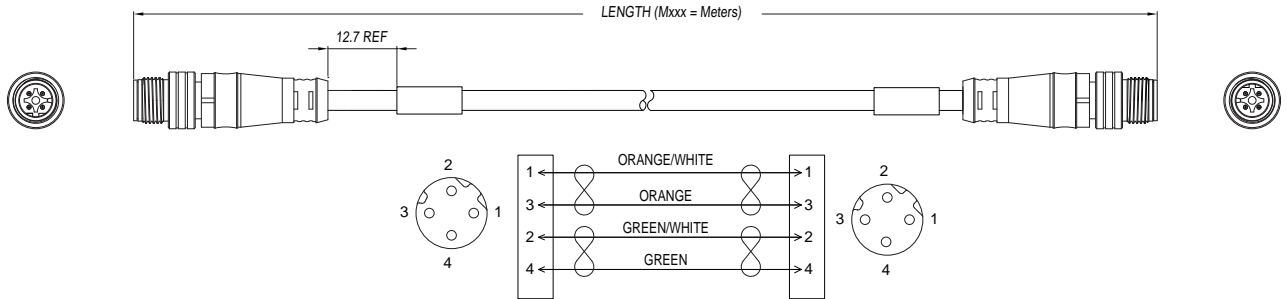 LENGTH (Mxxx = Meters)
12.7 REF
ORANGE/WHITE
1 1
ORANGE
3 3
GREEN/WHITE
2 2
GREEN
4 4
2
3 1
4
2
3 1
4